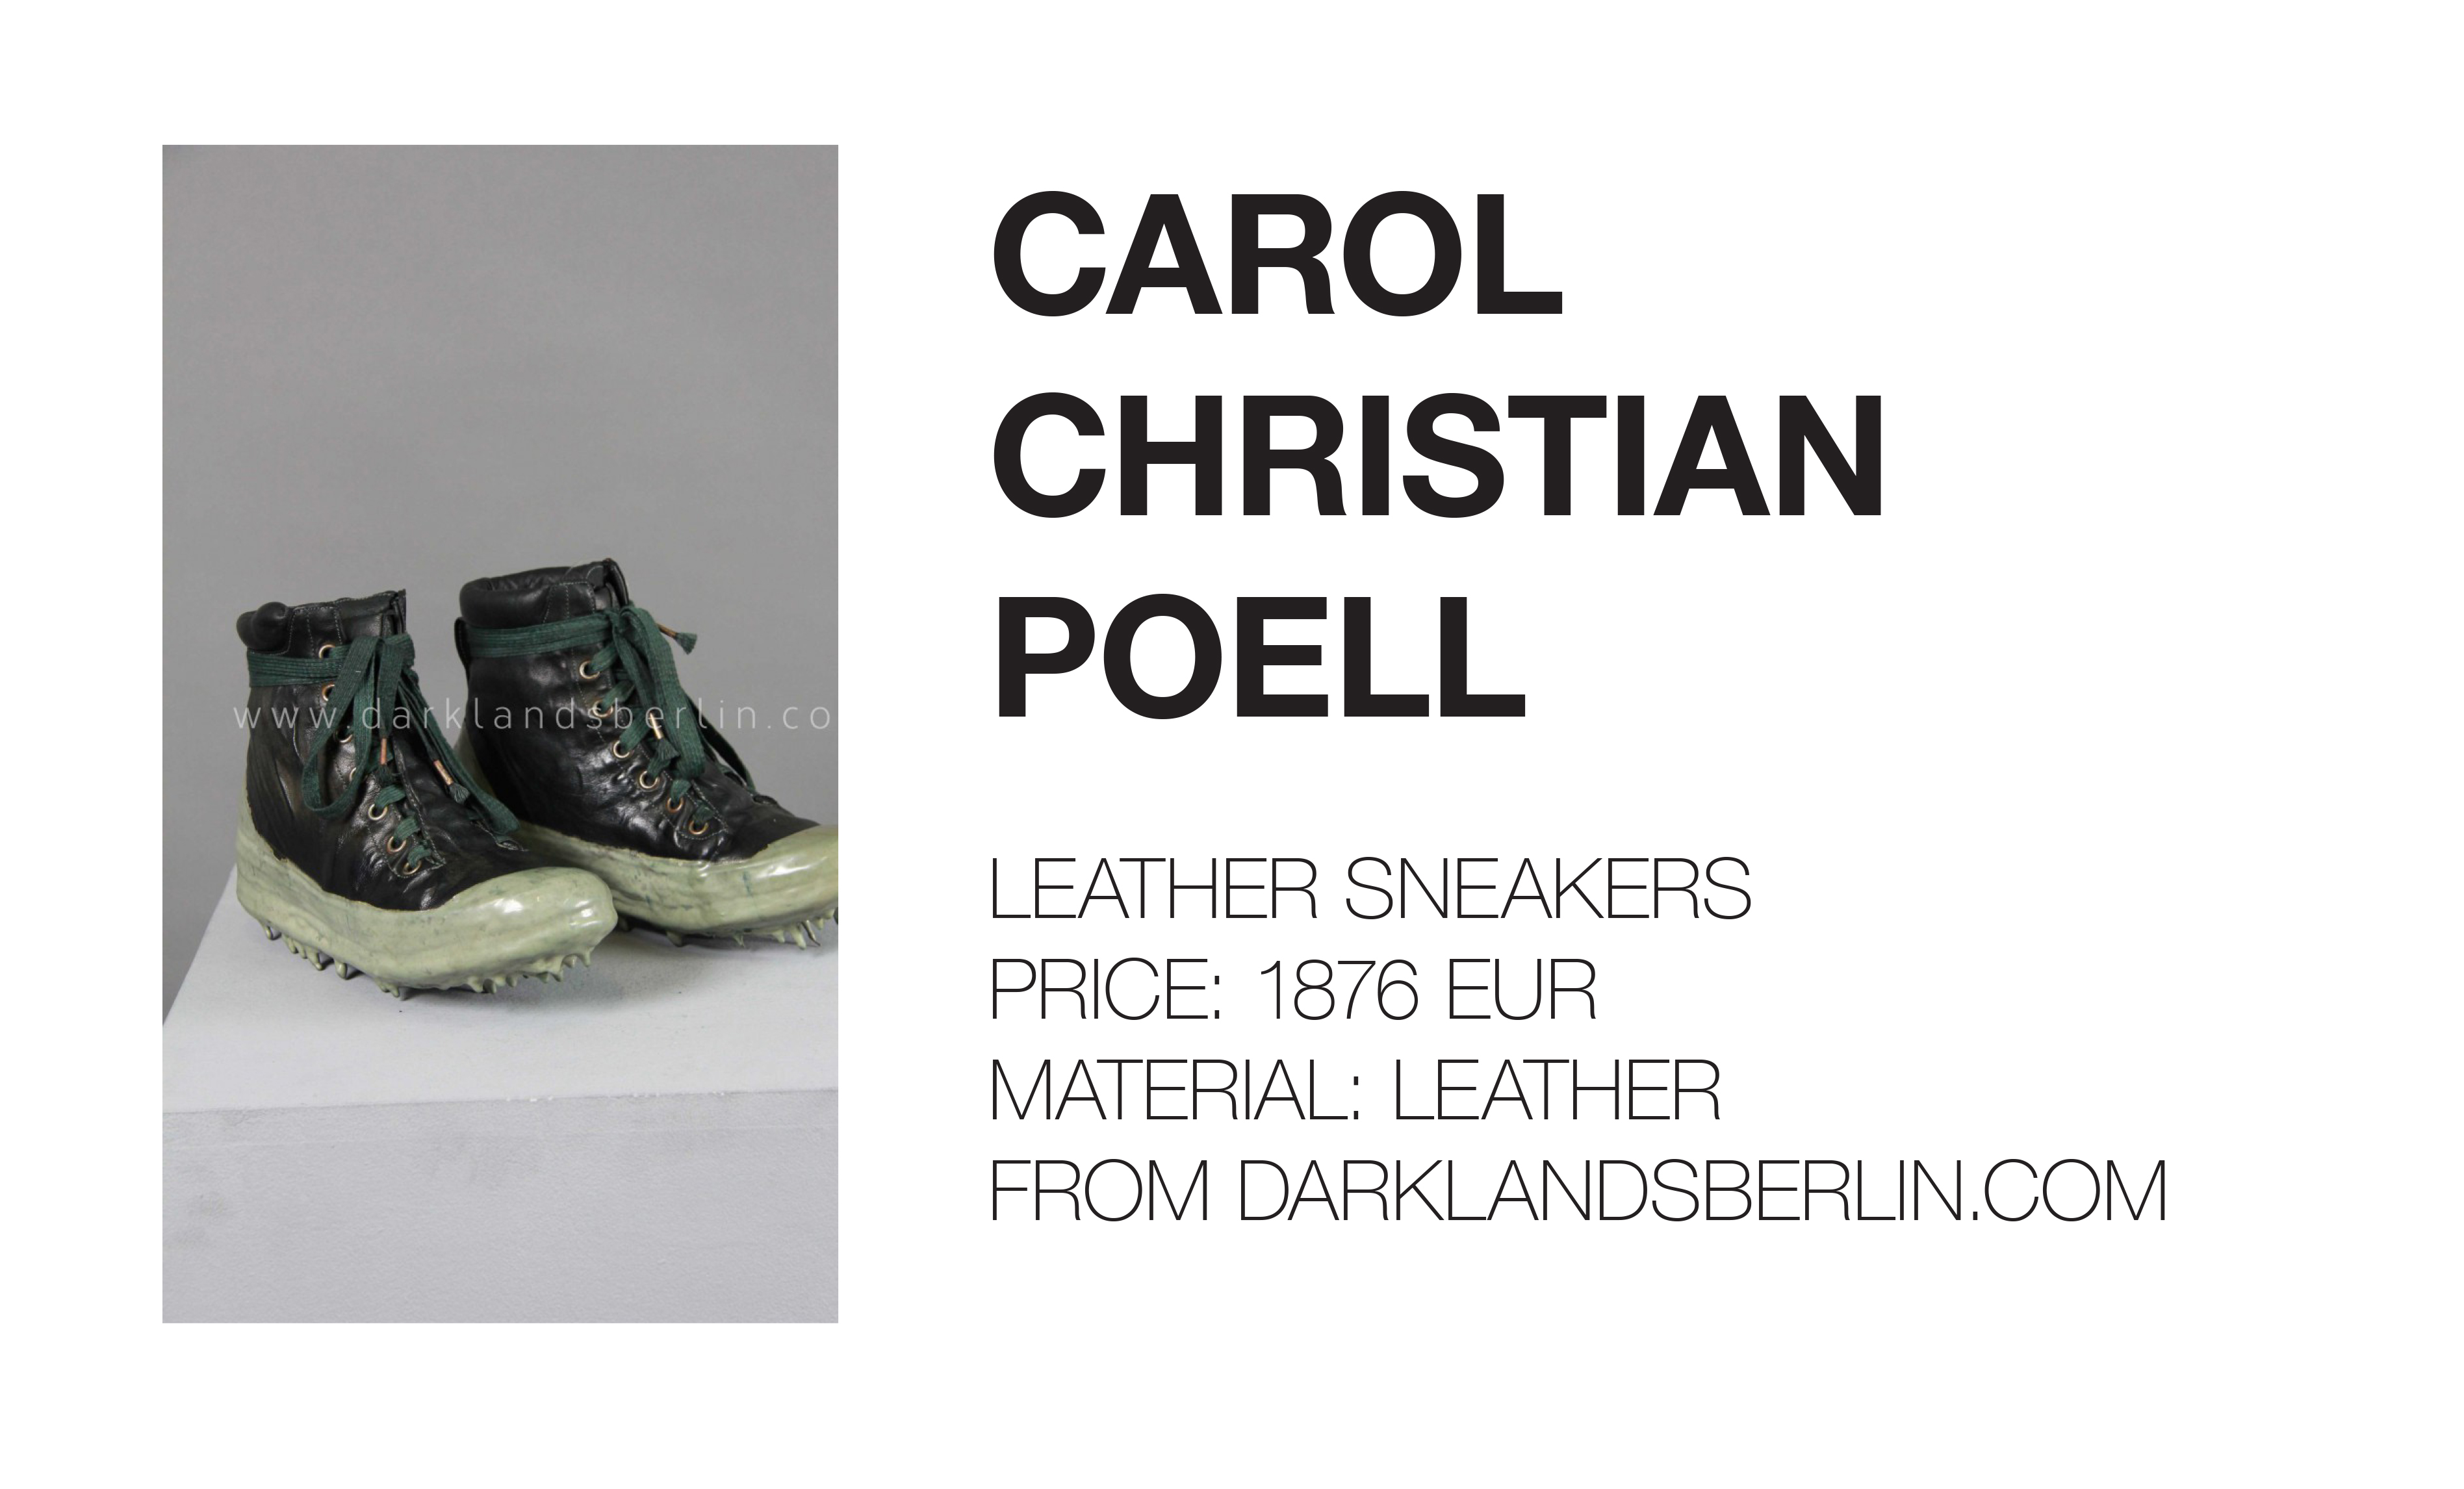 www.darklandsberlin.co
CAROL
CHRISTIAN
POELL
LEATHER SNEAKERS
PRICE: 1876 EUR
MATERIAL: LEATHER
FROM DARKLANDSBERLIN.COM